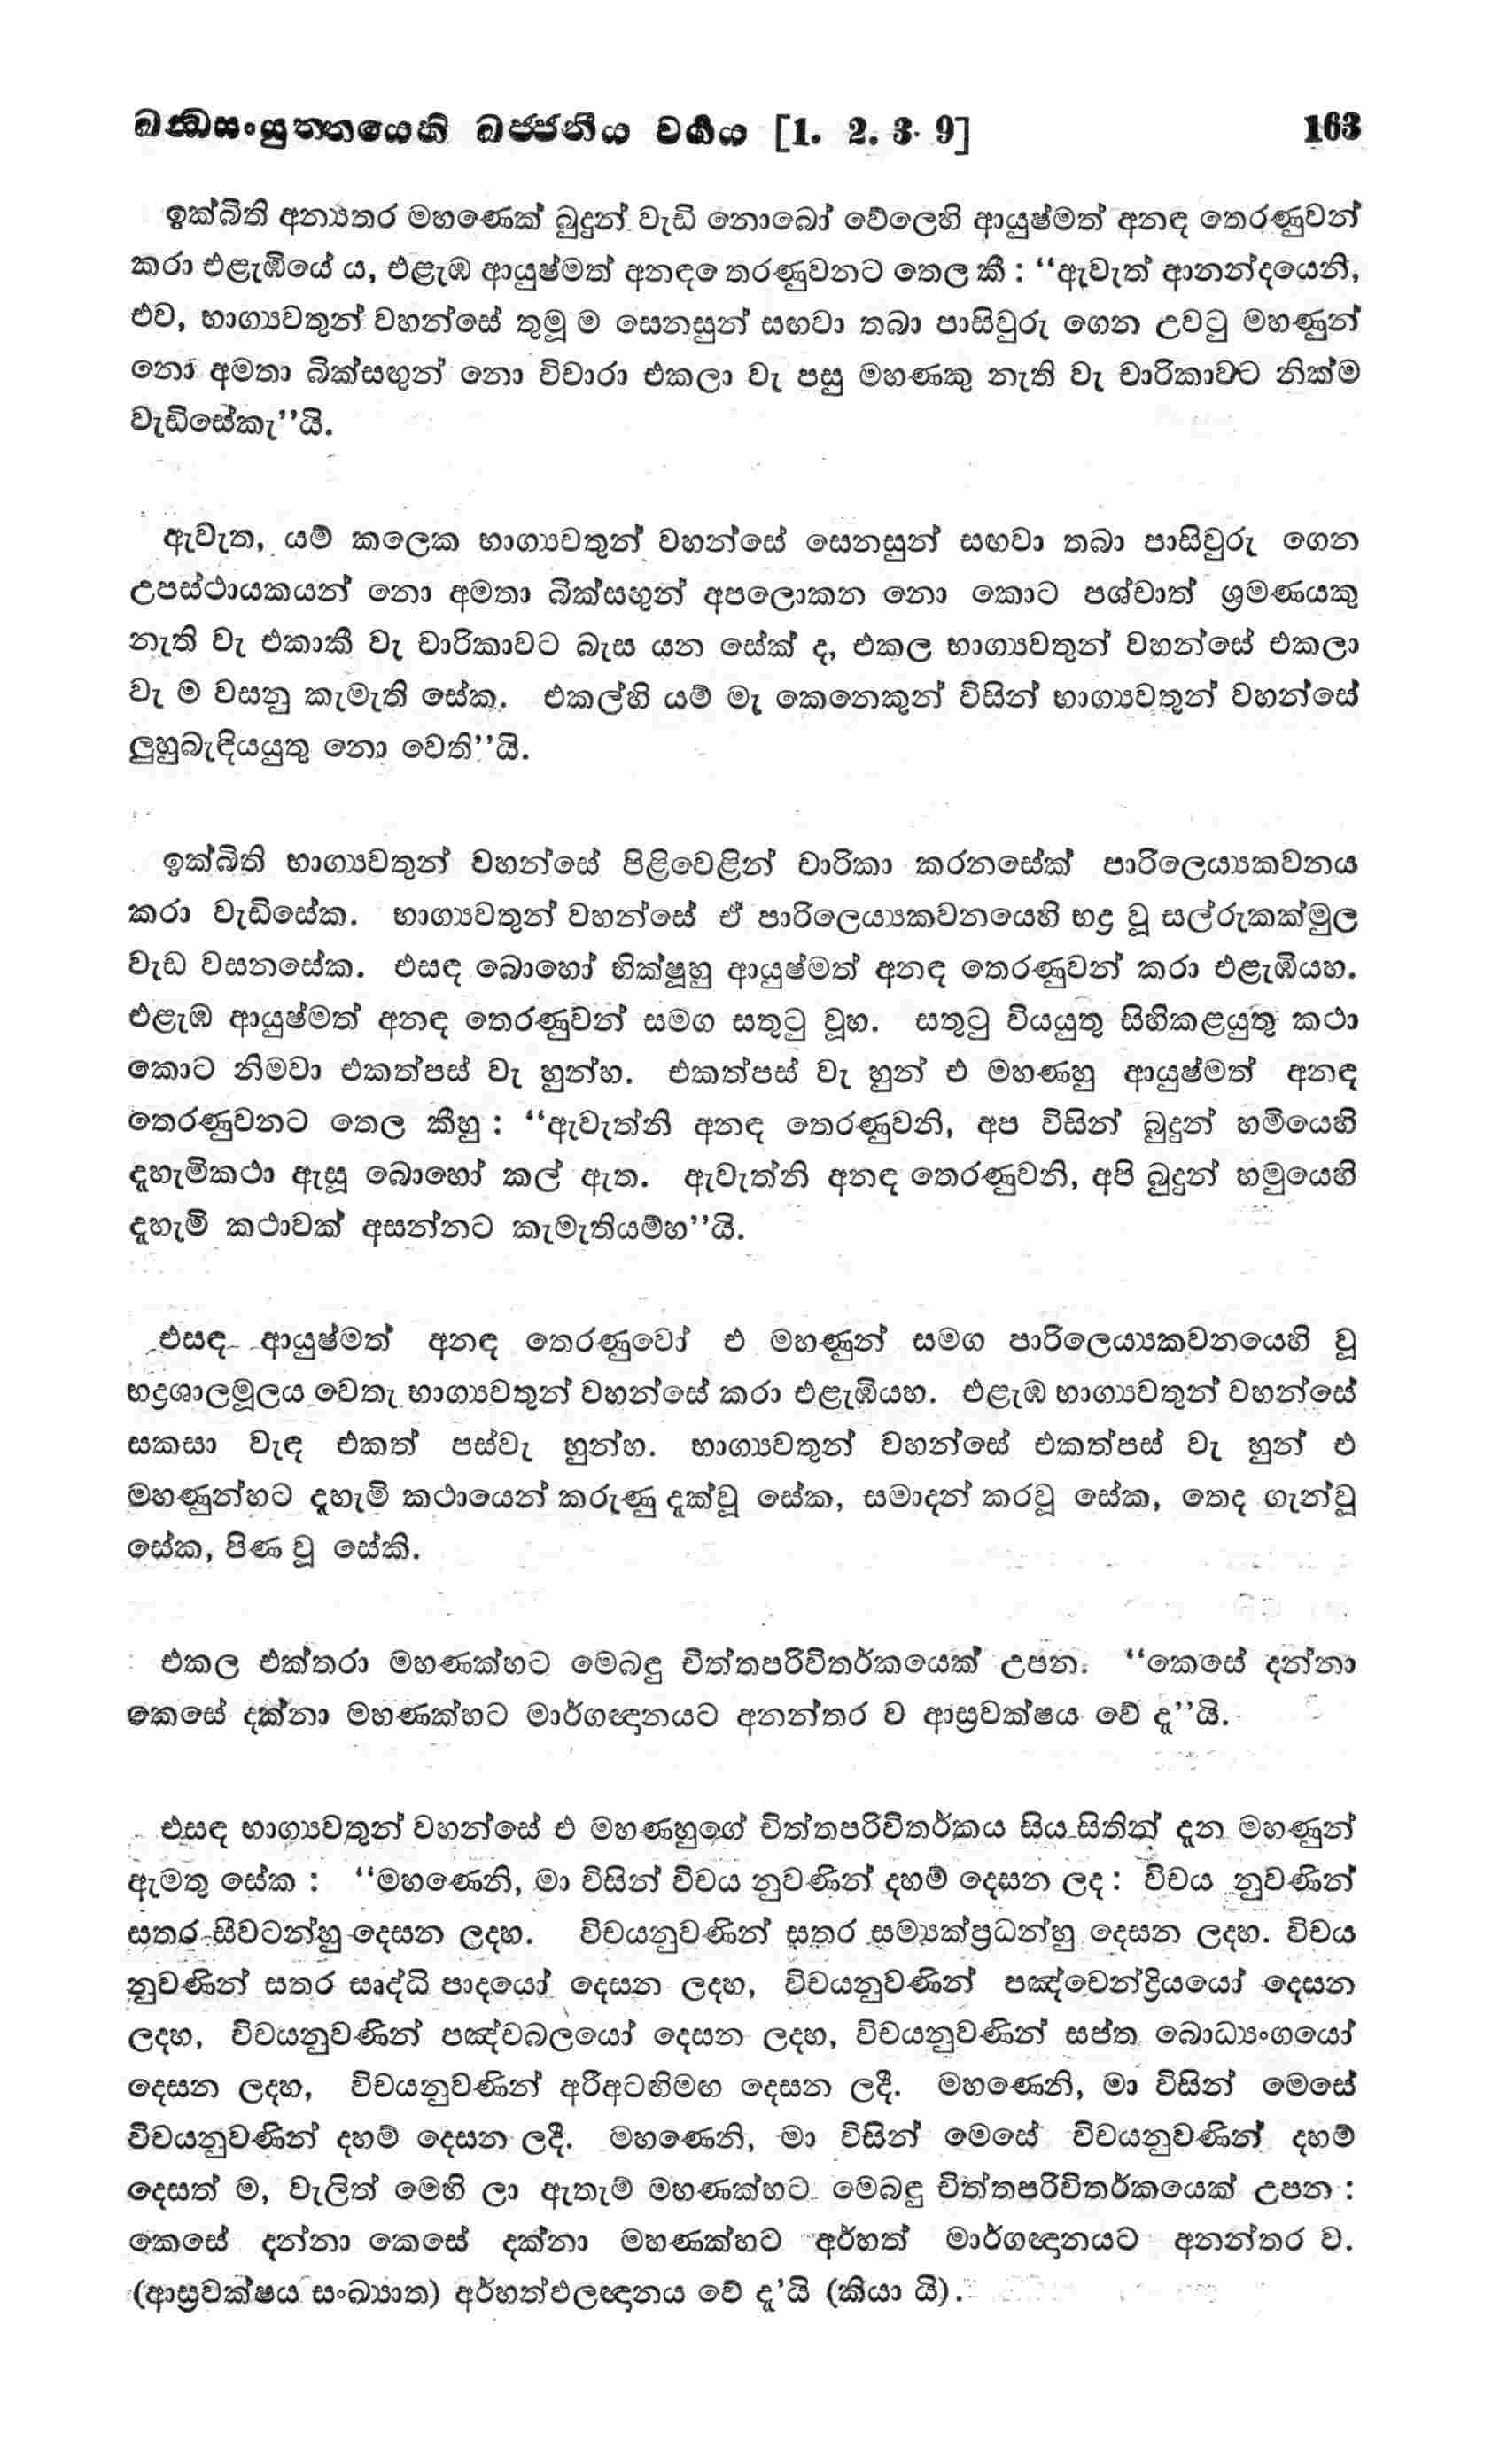 ඛන්ධසංයුත්තයෙහි ඛජ්ජනීය වර්ගය [1. 2. 3. 9] 163
ඉක්බිති අන්‍යතර මහණෙක් බුදුන් වැඩි නොබෝ වේලෙහි ආයුෂ්මත් අනඳ තෙරණුවන්
කරා එළැඹියේ ය, එළැඹ ආයුෂ්මත් අනඳ තෙරණුවනට තෙල කී : “ඇවැත් ආනන්දයෙනි,
එව, භාග්‍යවතුන් වහන්සේ තුමූ ම සෙනසුන් සඟවා තබා පාසිවුරු ගෙන උවටු මහණුන්
නො අමතා බික්සඟුන් නො විචාරා එකලා වැ පසු මහණකු නැති වැ චාරිකාවට නික්ම
වැඩිසේකැ”යි.
ඇවැත, යම් කලෙක භාග්‍යවතුන් වහන්සේ සෙනසුන් සඟවා තබා පාසිවුරු ගෙන
උපස්ථායකයන් නො අමතා බික්සඟුන් අපලොකන නො කොට පශ්චාත් ශ්‍රමණයකු
නැති වැ එකාකී වැ චාරිකාවට බැස යන සේක් ද, එකල භාග්‍යවතුන් වහන්සේ එකලා
වැ ම වසනු කැමැති සේක. එකල්හි යම් මැ කෙනෙකුන් විසින් භාග්‍යවතුන් වහන්සේ
ලුහුබැඳියයුතු නො වෙති”යි.
ඉක්බිති භාග්‍යවතුන් වහන්සේ පිළිවෙළින් චාරිකා කරනසේක් පාරිලෙය්‍යකවනය
කරා වැඩිසේක. භාග්‍යවතුන් වහන්සේ ඒ පාරිලෙය්‍යකවනයෙහි භද්‍ර වූ සල්රුකක්මුල
වැඩ වසනසේක. එසඳ බොහෝ භික්ෂූහු ආයුෂ්මත් අනඳ තෙරණුවන් කරා එළැඹියහ.
එළැඹ ආයුෂ්මත් අනඳ තෙරණුවන් සමග සතුටු වූහ. සතුටු වියයුතු සිහිකළයුතු කථා
කොට නිමවා එකත්පස් වැ හුන්හ. එකත්පස් වැ හුන් එ මහණහු ආයුෂ්මත් අනඳ
තෙරණුවනට තෙල කීහු : “ඇවැත්නි අනඳ තෙරණුවනි, අප විසින් බුදුන් හමියෙහි
දැහැමිකථා ඇසූ බොහෝ කල් ඇත. ඇවැත්නි අනඳ තෙරණුවනි, අපි බුදුන් හමුයෙහි
දැහැමි කථාවක් අසන්නට කැමැතියම්හ”යි.
එසඳ ආයුෂ්මත් අනඳ තෙරණුවෝ එ මහණුන් සමග පාරිලෙය්‍යකවනයෙහි වූ
භද්‍රශාලමූලය වෙතැ භාග්‍යවතුන් වහන්සේ කරා එළැඹියහ. එළැඹ භාග්‍යවතුන් වහන්සේ
සකසා වැඳ එකත් පස්වැ හුන්හ. භාග්‍යවතුන් වහන්සේ එකත්පස් වැ හුන් එ
මහණුන්හට දැහැමි කථායෙන් කරුණු දැක්වූ සේක, සමාදන් කරවූ සේක, තෙද ගැන්වූ
සේක, පිණ වූ සේකි.
එකල එක්තරා මහණක්හට මෙබඳු චිත්තපරිවිතර්කයෙක් උපන. “කෙසේ දන්නා
කෙසේ දක්නා මහණක්හට මාර්ගඥානයට අනන්තර ව ආස්‍රවක්ෂය වේ දැ”යි.
එසඳ භාග්‍යවතුන් වහන්සේ එ මහණහුගේ චිත්තපරිවිතර්කය සිය සිතින් දැන මහණුන්
ඇමතූ සේක : “මහණෙනි, මා විසින් විචය නුවණින් දහම් දෙසන ලද : විචය නුවණින්
සතර සීවටන්හු දෙසන ලදහ. විචයනුවණින් සතර සම්‍යක්ප්‍රධන්හු දෙසන ලදහ. විචය
නුවණින් සතර සෘද්ධි පාදයෝ දෙසන ලදහ, විචයනුවණින් පඤ්චෙන්ද්‍රියයෝ දෙසන
ලදහ, විචයනුවණින් පඤ්චබලයෝ දෙසන ලදහ, විචයනුවණින් සප්ත බොධ්‍යංගයෝ
දෙසන ලදහ, විචයනුවණින් අරීඅටඟිමඟ දෙසන ලදී. මහණෙනි, මා විසින් මෙසේ
විචයනුවණින් දහම් දෙසන ලදී. මහණෙනි, මා විසින් මෙසේ විචයනුවණින් දහම්
දෙසත් ම, වැලිත් මෙහි ලා ඇතැම් මහණක්හට මෙබඳු චිත්තපරිවිතර්කයෙක් උපන :
කෙසේ දන්නා කෙසේ දක්නා මහණක්හට අර්හත් මාර්ගඥානයට අනන්තර ව.
(ආස්‍රවක්ෂය සංඛ්‍යාත) අර්හත්ඵලඥානය වේ දැ’යි (කියා යි).